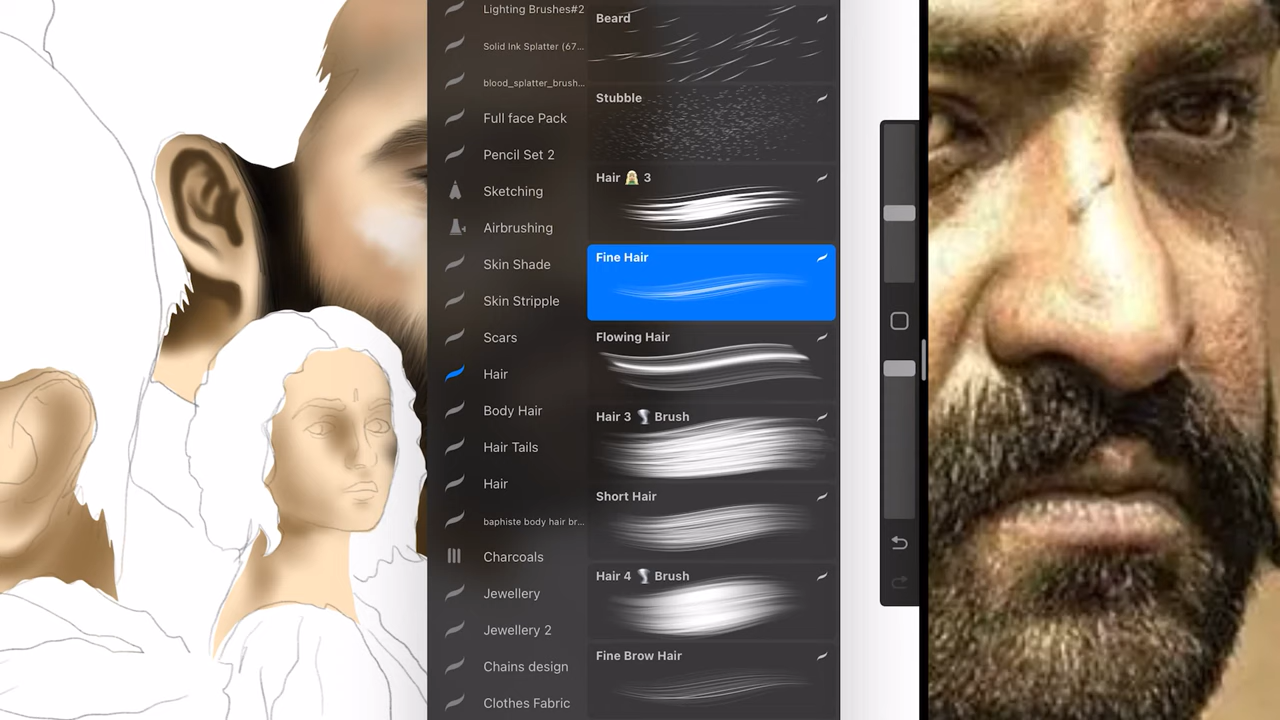 Lighting Brushes#2
Solid Ink Splatter (67...
blood_splatter_brush...
Full face Pack
Pencil Set 2
Sketching
Airbrushing
Skin Shade
Skin Stripple
Scars
Hair
Body Hair
Hair Tails
Hair
baphiste body hair br...
Charcoals
Jewellery
Jewellery 2
Chains design
Clothes Fabric
Beard
Stubble
Hair 3
Fine Hair
Flowing Hair
Hair 3 Brush
Short Hair
Hair 4 Brush
Fine Brow Hair